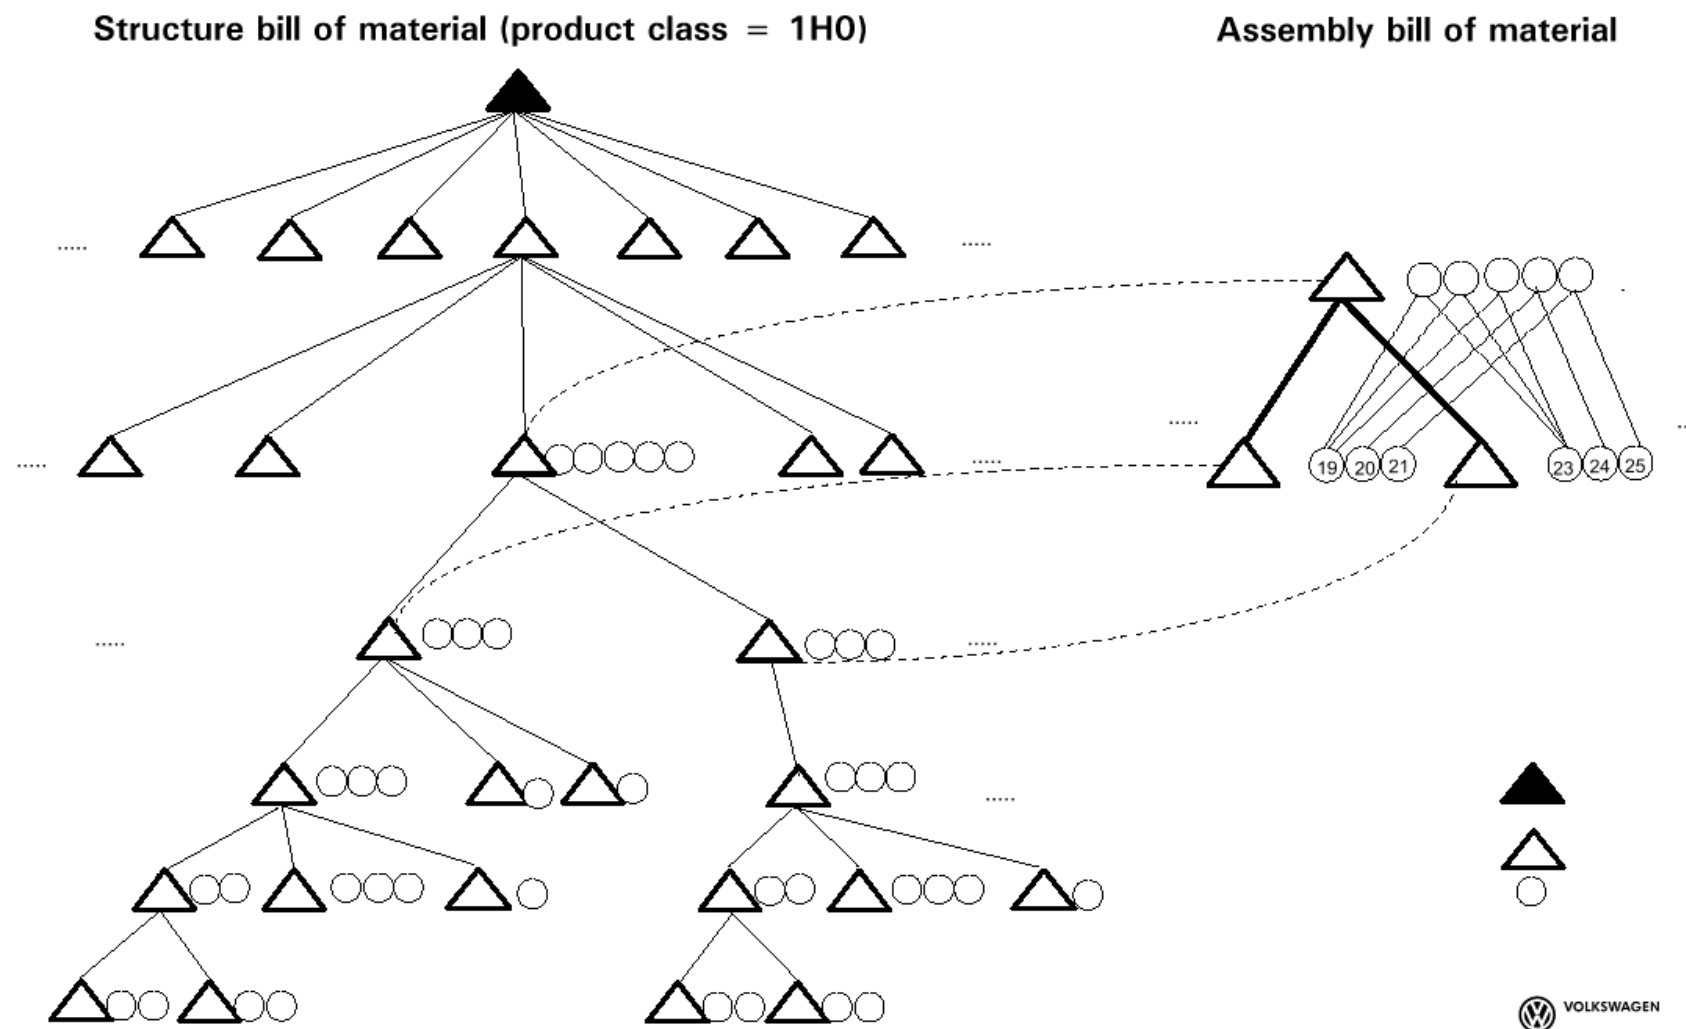 Structure bill of material (product class = 1H0)
Assembly bill of material
.....
.....
.....
.....
.....
19 20 21
23 24 25
.....
.....
.....
VOLKSWAGEN